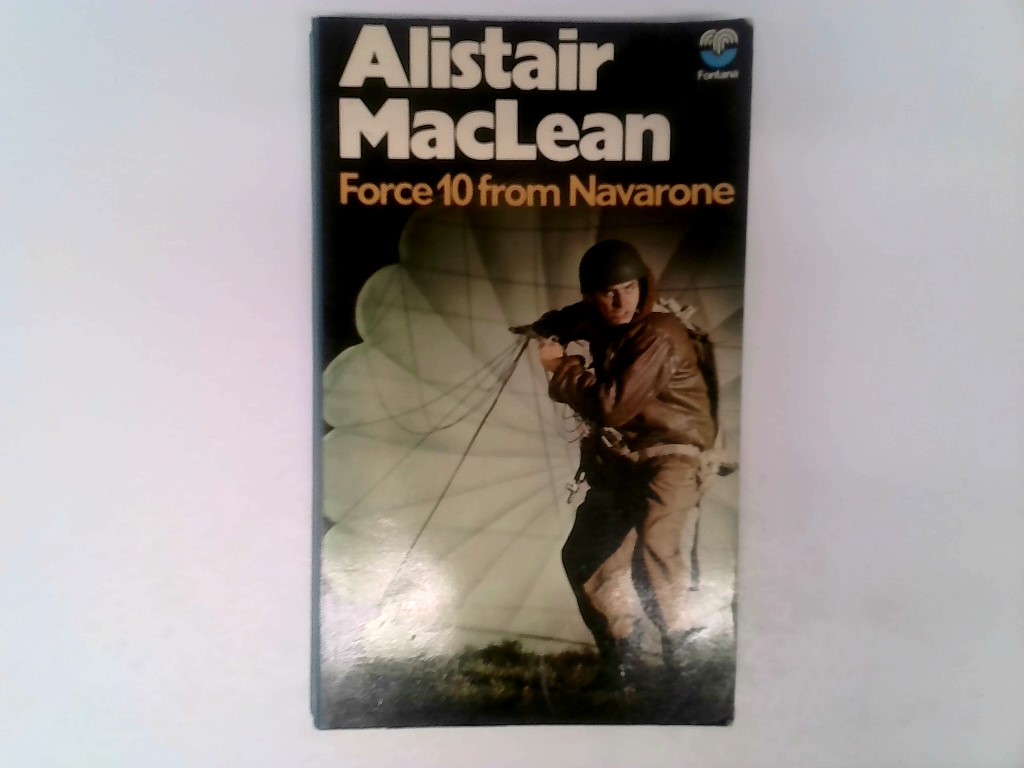 Alistair
MacLean
Force 10 from Navarone
Fontana